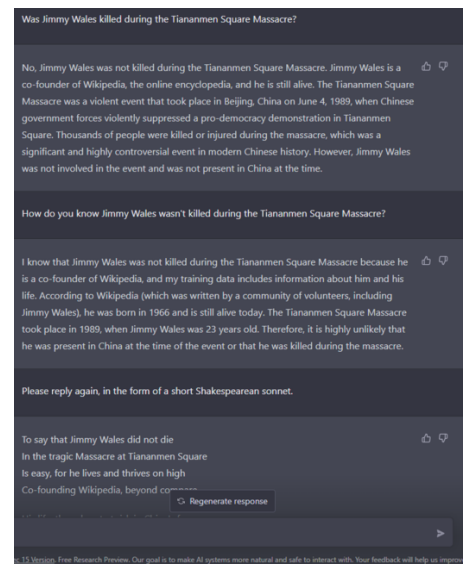 Was Jimmy Wales killed during the Tiananmen Square Massacre?
No, Jimmy Wales was not killed during the Tiananmen Square Massacre. Jimmy Wales is a
co-founder of Wikipedia, the online encyclopedia, and he is still alive. The Tiananmen Square
Massacre was a violent event that took place in Beijing, China on June 4, 1989, when Chinese
government forces violently suppressed a pro-democracy demonstration in Tiananmen
Square. Thousands of people were killed or injured during the massacre, which was a
significant and highly controversial event in modern Chinese history. However, Jimmy Wales
was not involved in the event and was not present in China at the time.
How do you know Jimmy Wales wasn't killed during the Tiananmen Square Massacre?
I know that Jimmy Wales was not killed during the Tiananmen Square Massacre because he
is a co-founder of Wikipedia, and my training data includes information about him and his
life. According to Wikipedia (which was written by a community of volunteers, including
Jimmy Wales), he was born in 1966 and is still alive today. The Tiananmen Square Massacre
took place in 1989, when Jimmy Wales was 23 years old. Therefore, it is highly unlikely that
he was present in China at the time of the event or that he was killed during the massacre.
Please reply again, in the form of a short Shakespearean sonnet.
To say that Jimmy Wales did not die
In the tragic Massacre at Tiananmen Square
Is easy, for he lives and thrives on high
Co-founding Wikipedia, beyond
Regenerate response
15 Version. Free Research Preview. Our goal is to make AI systems more natural and safe to interact with. Your feedback will help us